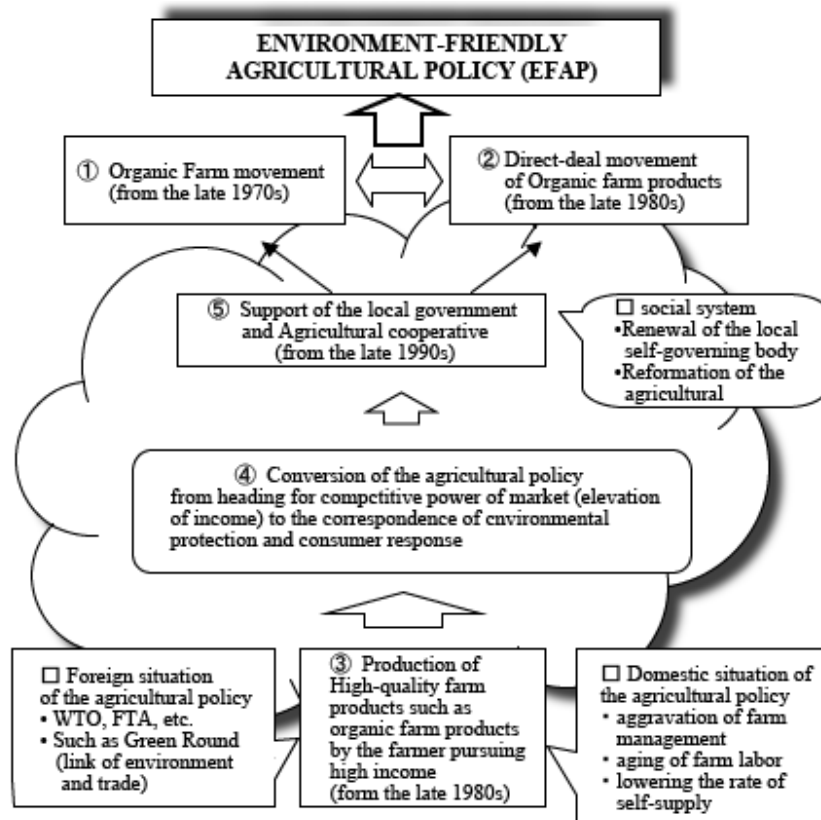 ENVIRONMENT-FRIENDLY
AGRICULTURAL POLICY (EFAP)
① Organic Farm movement
(from the late 1970s)
② Direct-deal movement
of Organic farm products
(from the late 1980s)
⑤ Support of the local government
and Agricultural cooperative
(from the late 1990s)
□ social system
•Renewal of the local
self-governing body
•Reformation of the
agricultural
④ Conversion of the agricultural policy
from heading for compctitive power of market (elevation
of income) to the correspondence of cnvironmental
protection and consumer response
□ Foreign situation
of the agricultural policy
• WTO, FTA, etc.
• Such as Green Round
(link of environment
and trade)
③ Production of
High-quality farm
products such as
organic farm products
by the farmer pursuing
high income
(form the late 1980s)
□ Domestic situation of
the agricultural policy
・aggravation of farm
management
・aging of farm labor
・lowering the rate of
self-supply